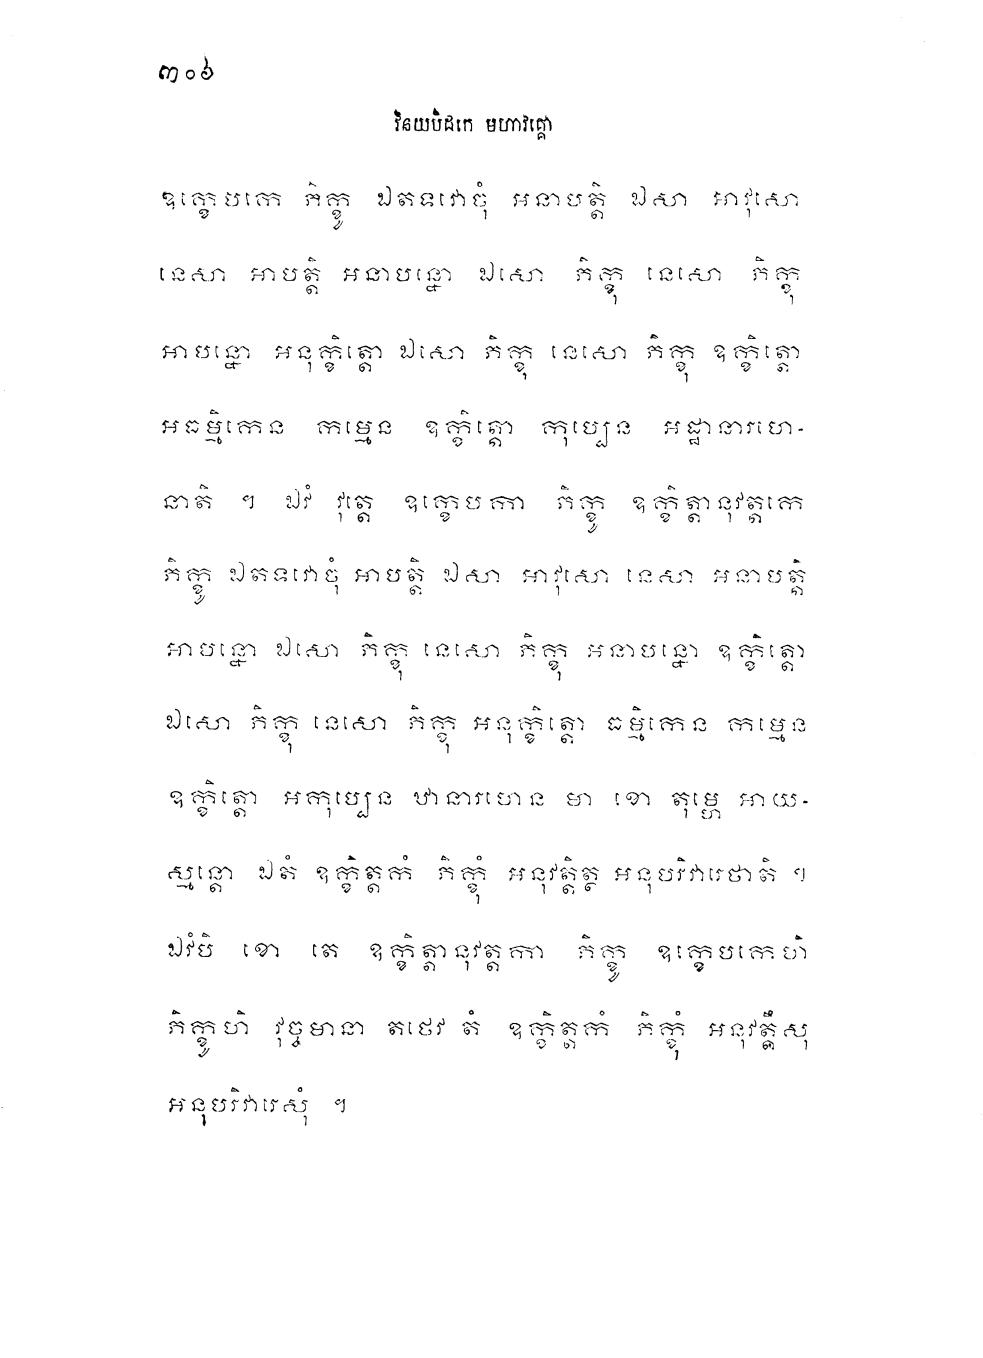 ៣០៦
វិនយបិដកេ មហាវគ្គោ
ឧក្ខេបកេ ភិក្ខូ ឯតទវោចុំ អនាបត្តិ ឯសា អាវុសោ
នេសា អាបត្តិ អនាបន្នោ ឯសោ ភិក្ខុ នេសោ ភិក្ខុ
អាបន្នោ អនុក្ខិត្តោ ឯសោ ភិក្ខុ នេសោ ភិក្ខុ ឧក្ខិត្តោ
អធម្មិកេន កម្មេន ឧក្ខិត្តោ កុប្បេន អដ្ឋានារហេ-
នាតិ ។ ឯវំ វុត្តេ ឧក្ខេបកា ភិក្ខូ ឧក្ខិត្តានុវត្តកេ
ភិក្ខូ ឯតទវោចុំ អាបត្តិ ឯសា អាវុសោ នេសា អនាបត្តិ
អាបន្នោ ឯសោ ភិក្ខុ នេសោ ភិក្ខុ អនាបន្នោ ឧក្ខិត្តោ
ឯសោ ភិក្ខុ នេសោ ភិក្ខុ អនុក្ខិត្តោ ធម្មិកេន កម្មេន
ឧក្ខិត្តោ អកុប្បេន ឋានារហេន មា ខោ តុម្ហេ អាយ-
ស្មន្តោ ឯតំ ឧក្ខិត្តកំ ភិក្ខុំ អនុវត្តិត្ថ អនុបរិវារេថាតិ ។
ឯវំបិ ខោ តេ ឧក្ខិត្តានុវត្តកា ភិក្ខូ ឧក្ខេបកេហិ
ភិក្ខូហិ វុច្ចមានា តថេវ តំ ឧក្ខិត្តកំ ភិក្ខុំ អនុវត្តឹសុ
អនុបរិវារេសុំ ។